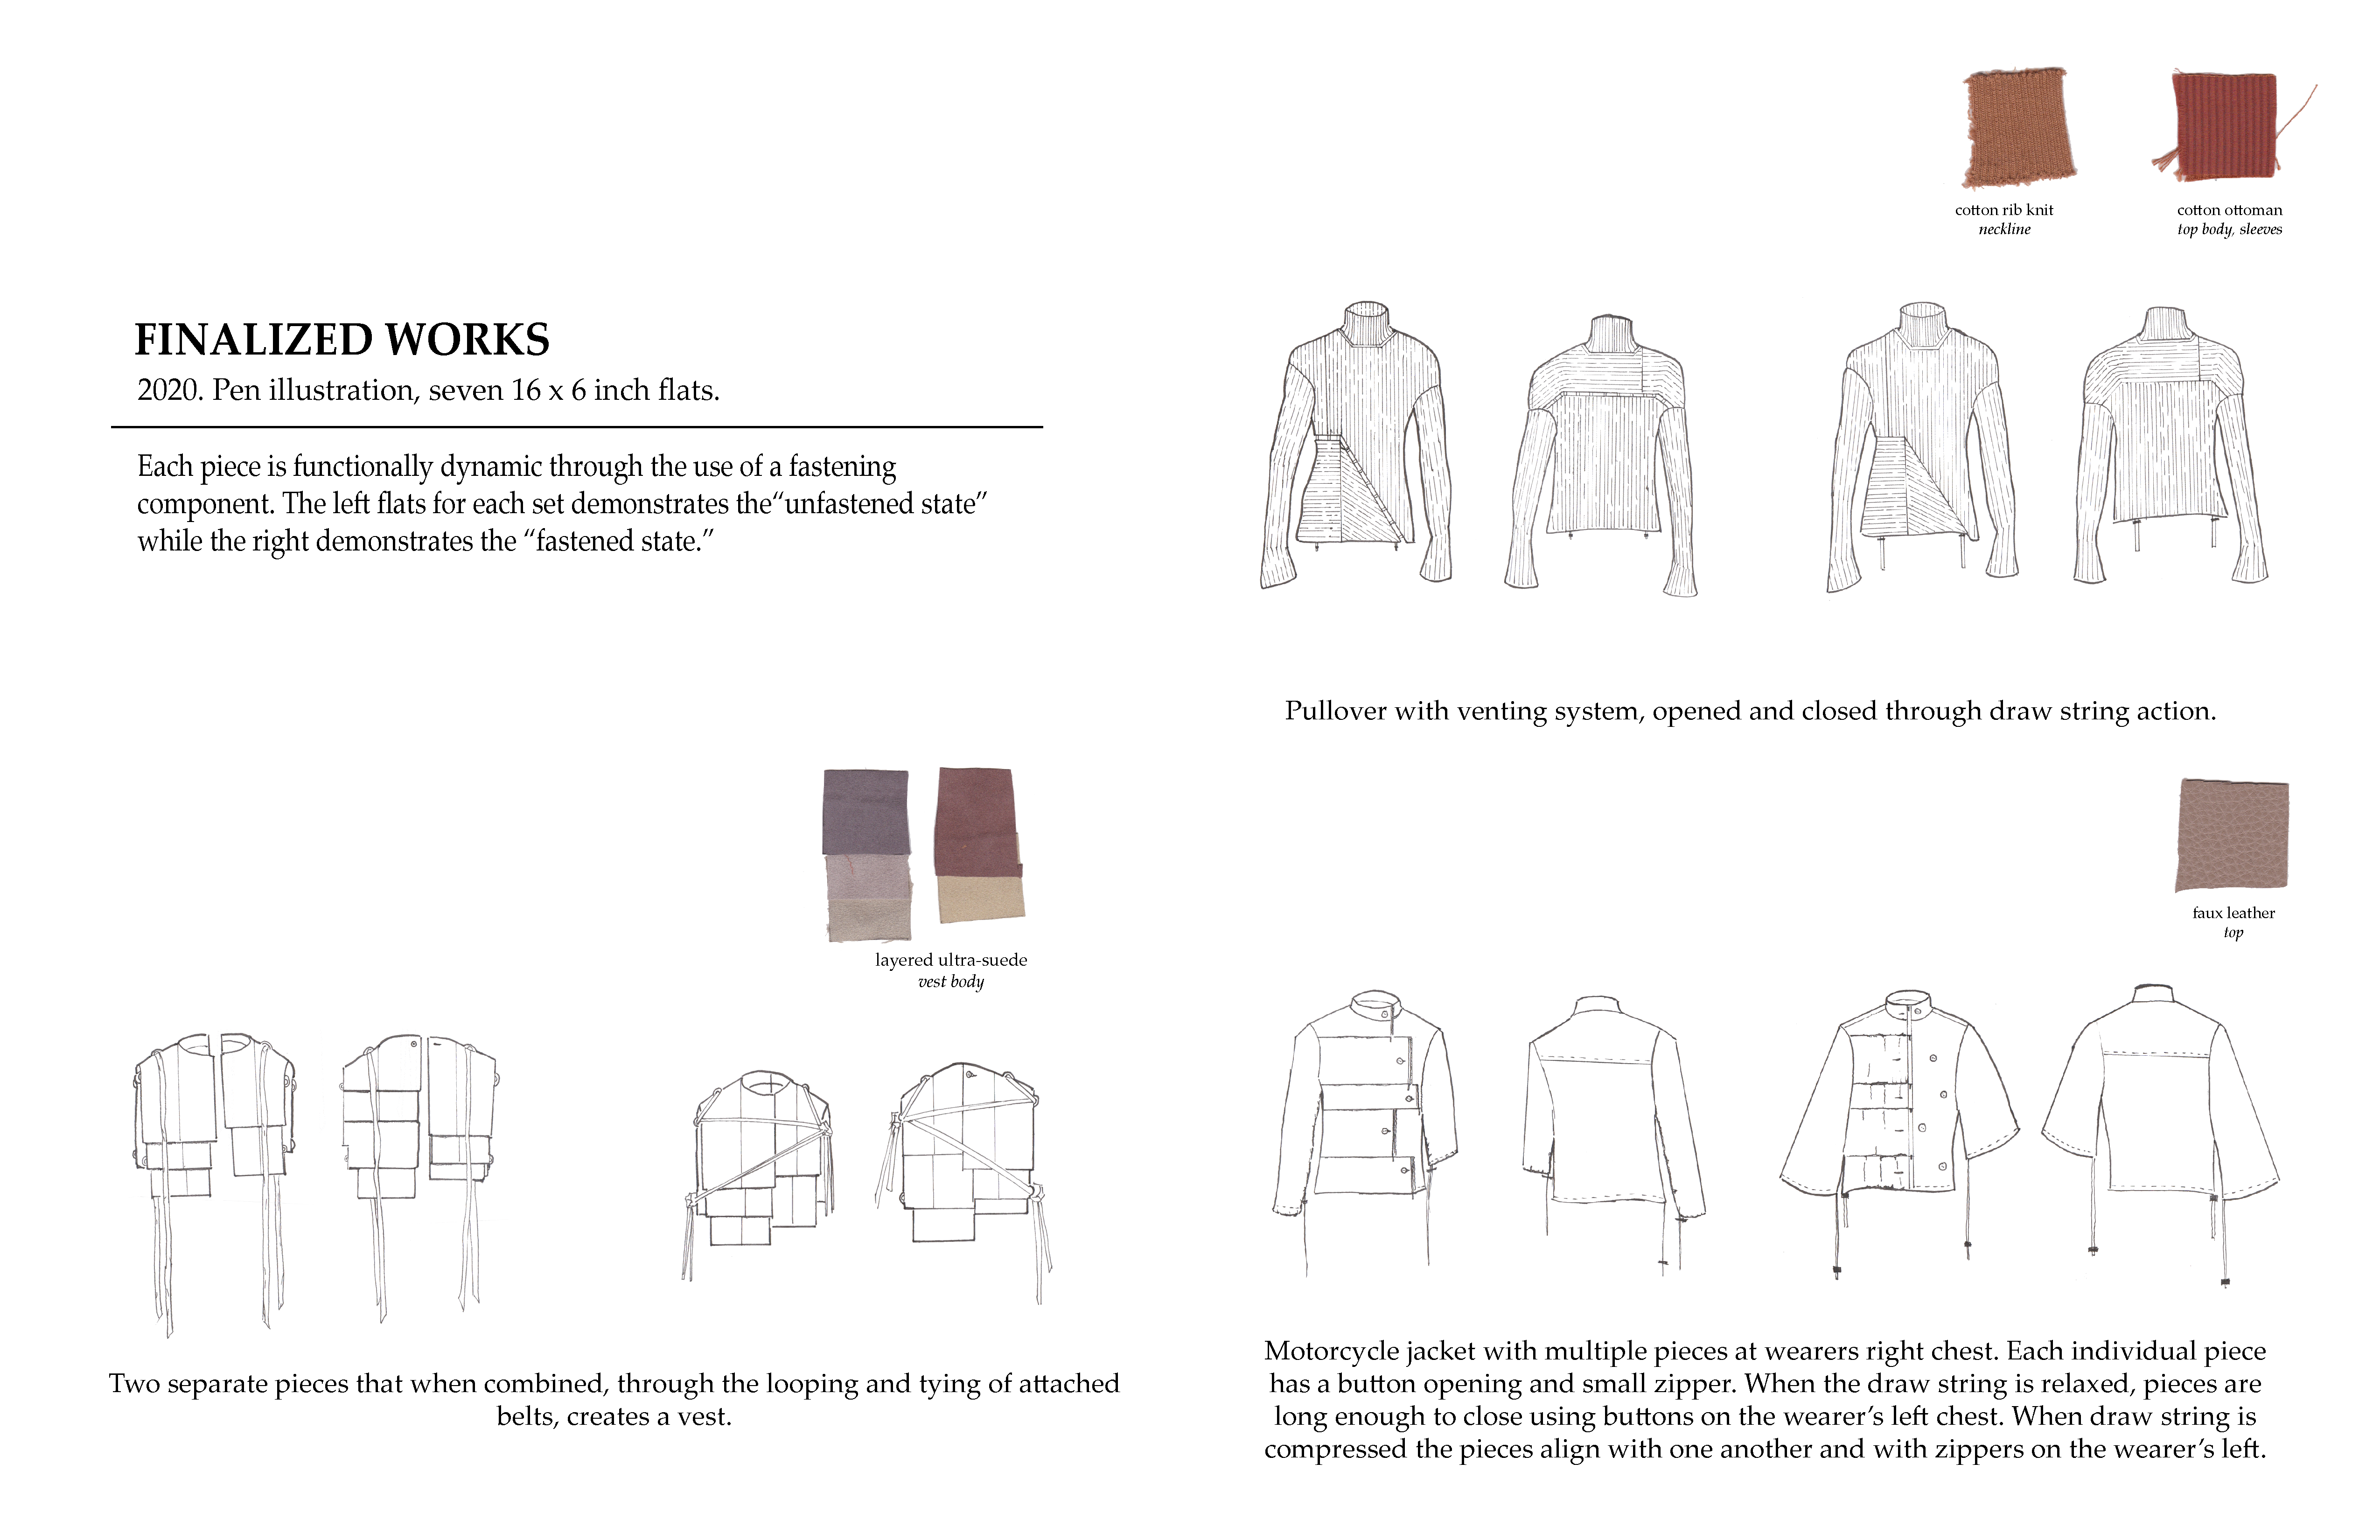 FINALIZED WORKS
2020. Pen illustration, seven 16 x 6 inch flats.
Each piece is functionally dynamic through the use of a fastening
component. The left flats for each set demonstrates the“unfastened state”
while the right demonstrates the “fastened state.”
cotton rib knit
neckline
cotton ottoman
top body, sleeves
Pullover with venting system, opened and closed through draw string action.
layered ultra-suede
vest body
Two separate pieces that when combined, through the looping and tying of attached
belts, creates a vest.
faux leather
top
Motorcycle jacket with multiple pieces at wearers right chest. Each individual piece
has a button opening and small zipper. When the draw string is relaxed, pieces are
long enough to close using buttons on the wearer’s left chest. When draw string is
compressed the pieces align with one another and with zippers on the wearer’s left.